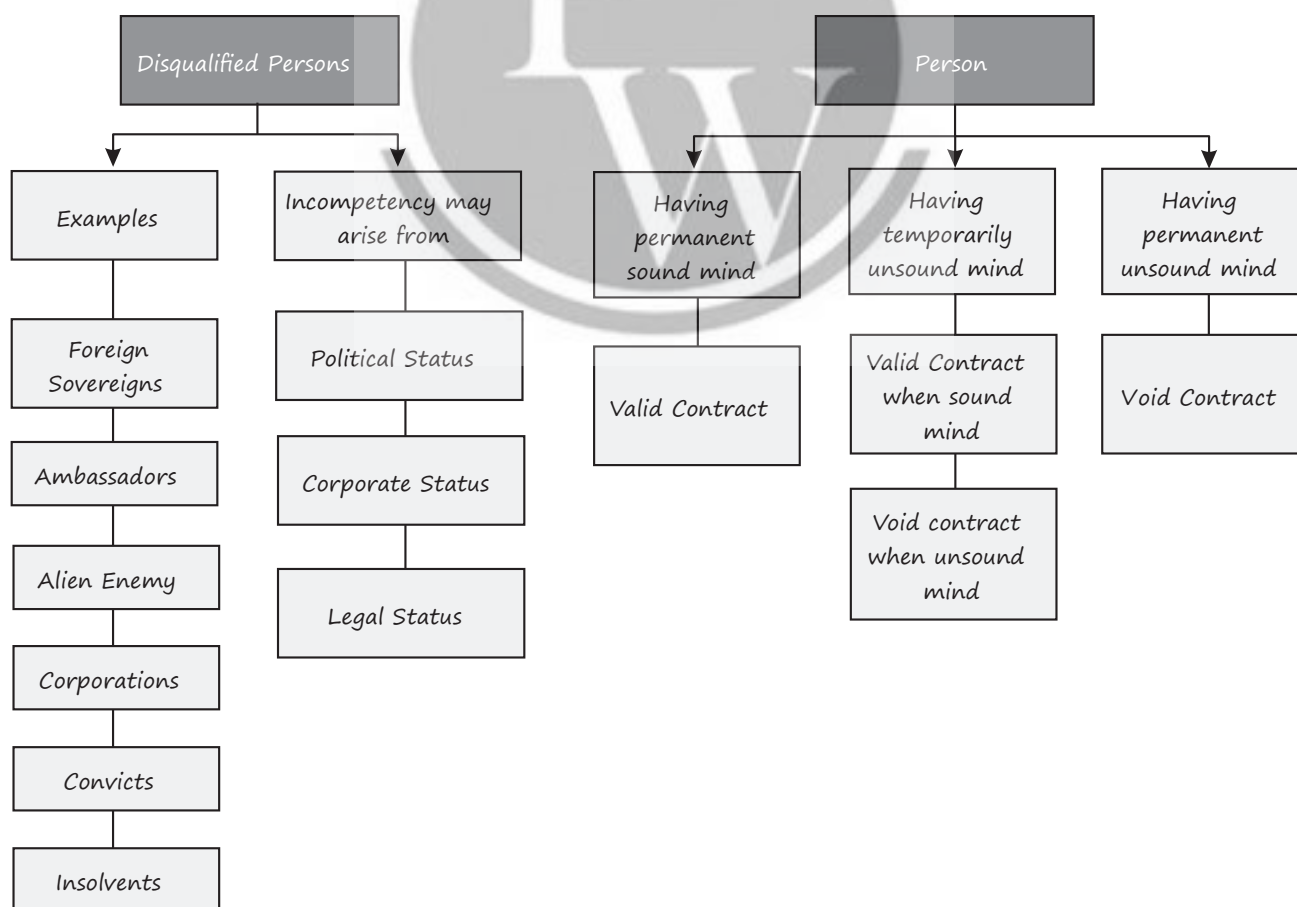 Disqualified Persons
Examples
Foreign
Sovereigns
Ambassadors
Alien Enemy
Corporations
Convicts
Insolvents
Incompetency may
arise from
Political Status
Corporate Status
Legal Status
Person
Having
permanent
sound mind
Valid Contract
Having
temporarily
unsound mind
Valid Contract
when sound
mind
Void contract
when unsound
mind
Having
permanent
unsound mind
Void Contract
W